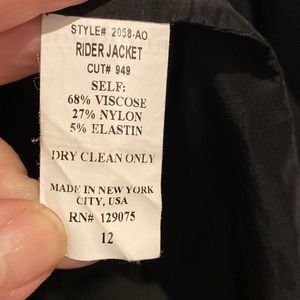 STYLE# 2058-AO
RIDER JACKET
CUT# 949
SELF:
68% VISCOSE
27% NYLON
5% ELASTIN
DRY CLEAN ONLY
MADE IN NEW YORK
CITY, USA
RN# 129075
12